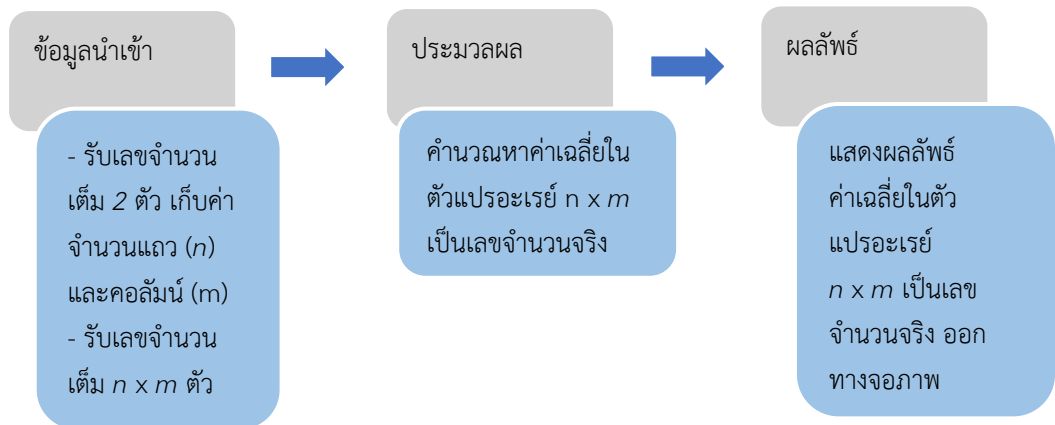 ข้อมูลนำเข้า
- รับเลขจำนวน
เต็ม 2 ตัว เก็บค่า
จำนวนแถว (n)
และคอลัมน์ (m)
- รับเลขจำนวน
เต็ม n x m ตัว
ประมวลผล
คำนวณหาค่าเฉลี่ยใน
ตัวแปรอะเรย์ n x m
เป็นเลขจำนวนจริง
ผลลัพธ์
แสดงผลลัพธ์
ค่าเฉลี่ยในตัว
แปรอะเรย์
n x m เป็นเลข
จำนวนจริง ออก
ทางจอภาพ